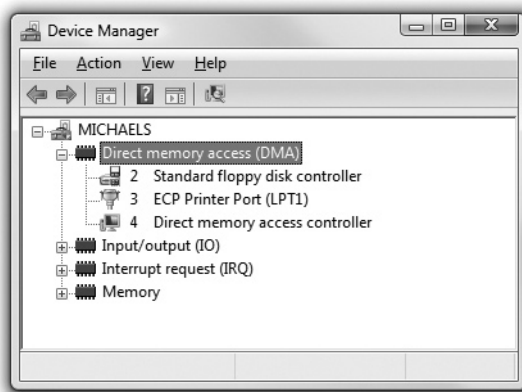 Device Manager
File Action View Help
MICHAELS
Direct memory access (DMA)
2 Standard floppy disk controller
3 ECP Printer Port (LPT1)
4 Direct memory access controller
Input/output (IO)
Interrupt request (IRQ)
Memory